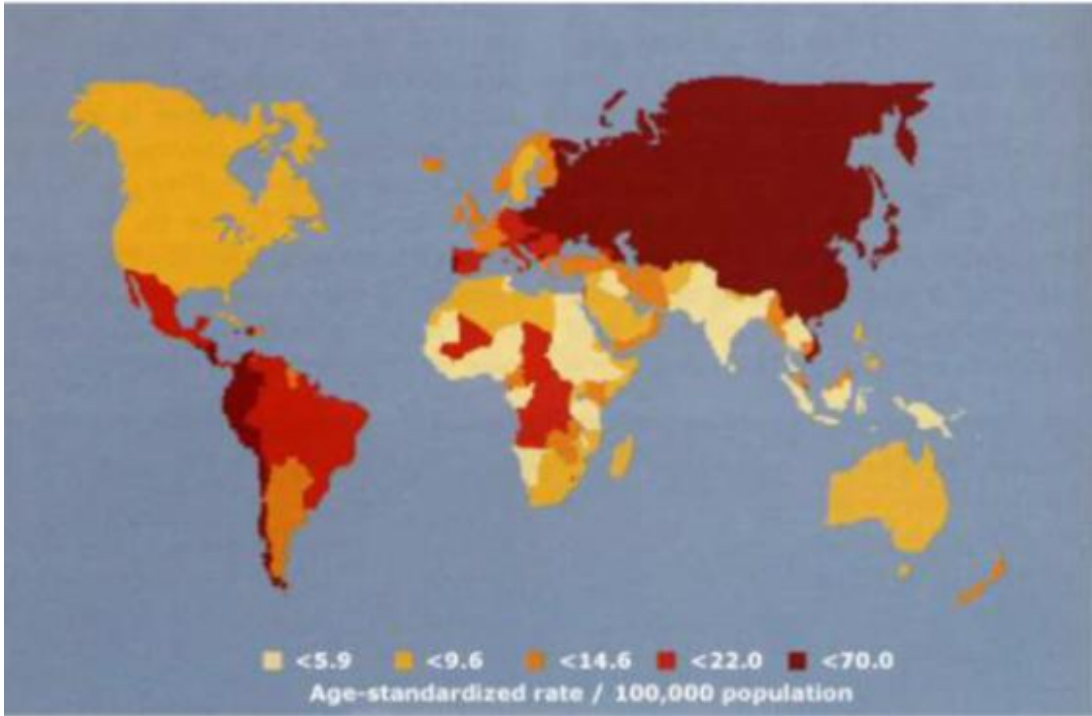 <5.9 <9.6 <14.6 <22.0 <70.0
Age-standardized rate / 100,000 population